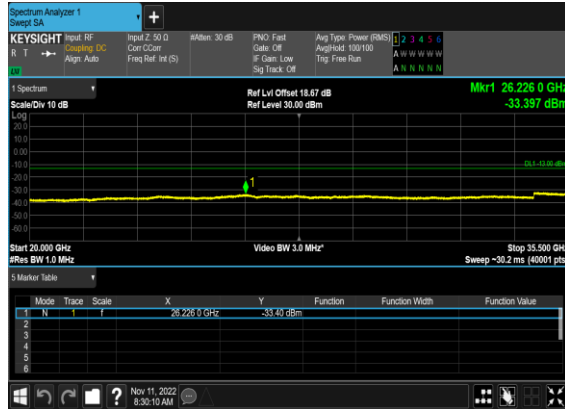 Spectrum Analyzer 1
Swept SA
+
KEYSIGHT Input: RF Input Z: 50 Ω #Atten: 30 dB PNO: Fast Avg Type: Power (RMS) 1 2 3 4 5 6
R T Coupling: DC Corr CCorr Gate: Off Avg|Hold: 100/100 A W W W W W
Align: Auto Freq Ref: Int (S) IF Gain: Low Trig: Free Run
Sig Track: Off A N N N N N
1 Spectrum Ref Lvl Offset 18.67 dB Mkr1 26.226 0 GHz
Scale/Div 10 dB Ref Level 30.00 dBm -33.397 dBm
Log
20.0
10.0
0.00
-10.0 DL1 -13.00 dBm
-20.0
-30.0 1
-40.0
-50.0
-60.0
Start 20.000 GHz Video BW 3.0 MHz* Stop 35.500 GHz
#Res BW 1.0 MHz Sweep ~30.2 ms (40001 pts)
5 Marker Table
Mode Trace Scale X Y Function Function Width Function Value
1 N 1 f 26.226 0 GHz -33.40 dBm
2
3
4
5
6
? Nov 11, 2022
8:30:10 AM